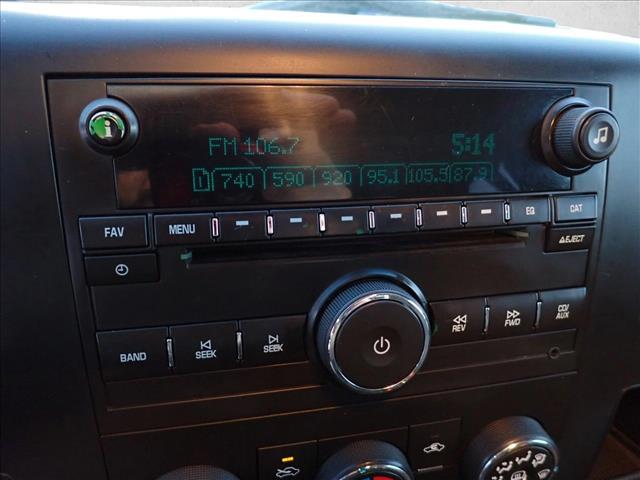 i
FM 106.7 5:14
1 740 590 920 95.1 105.5 87.9
FAV MENU EQ CAT
EJECT
BAND SEEK SEEK REV FWD CD/
AUX